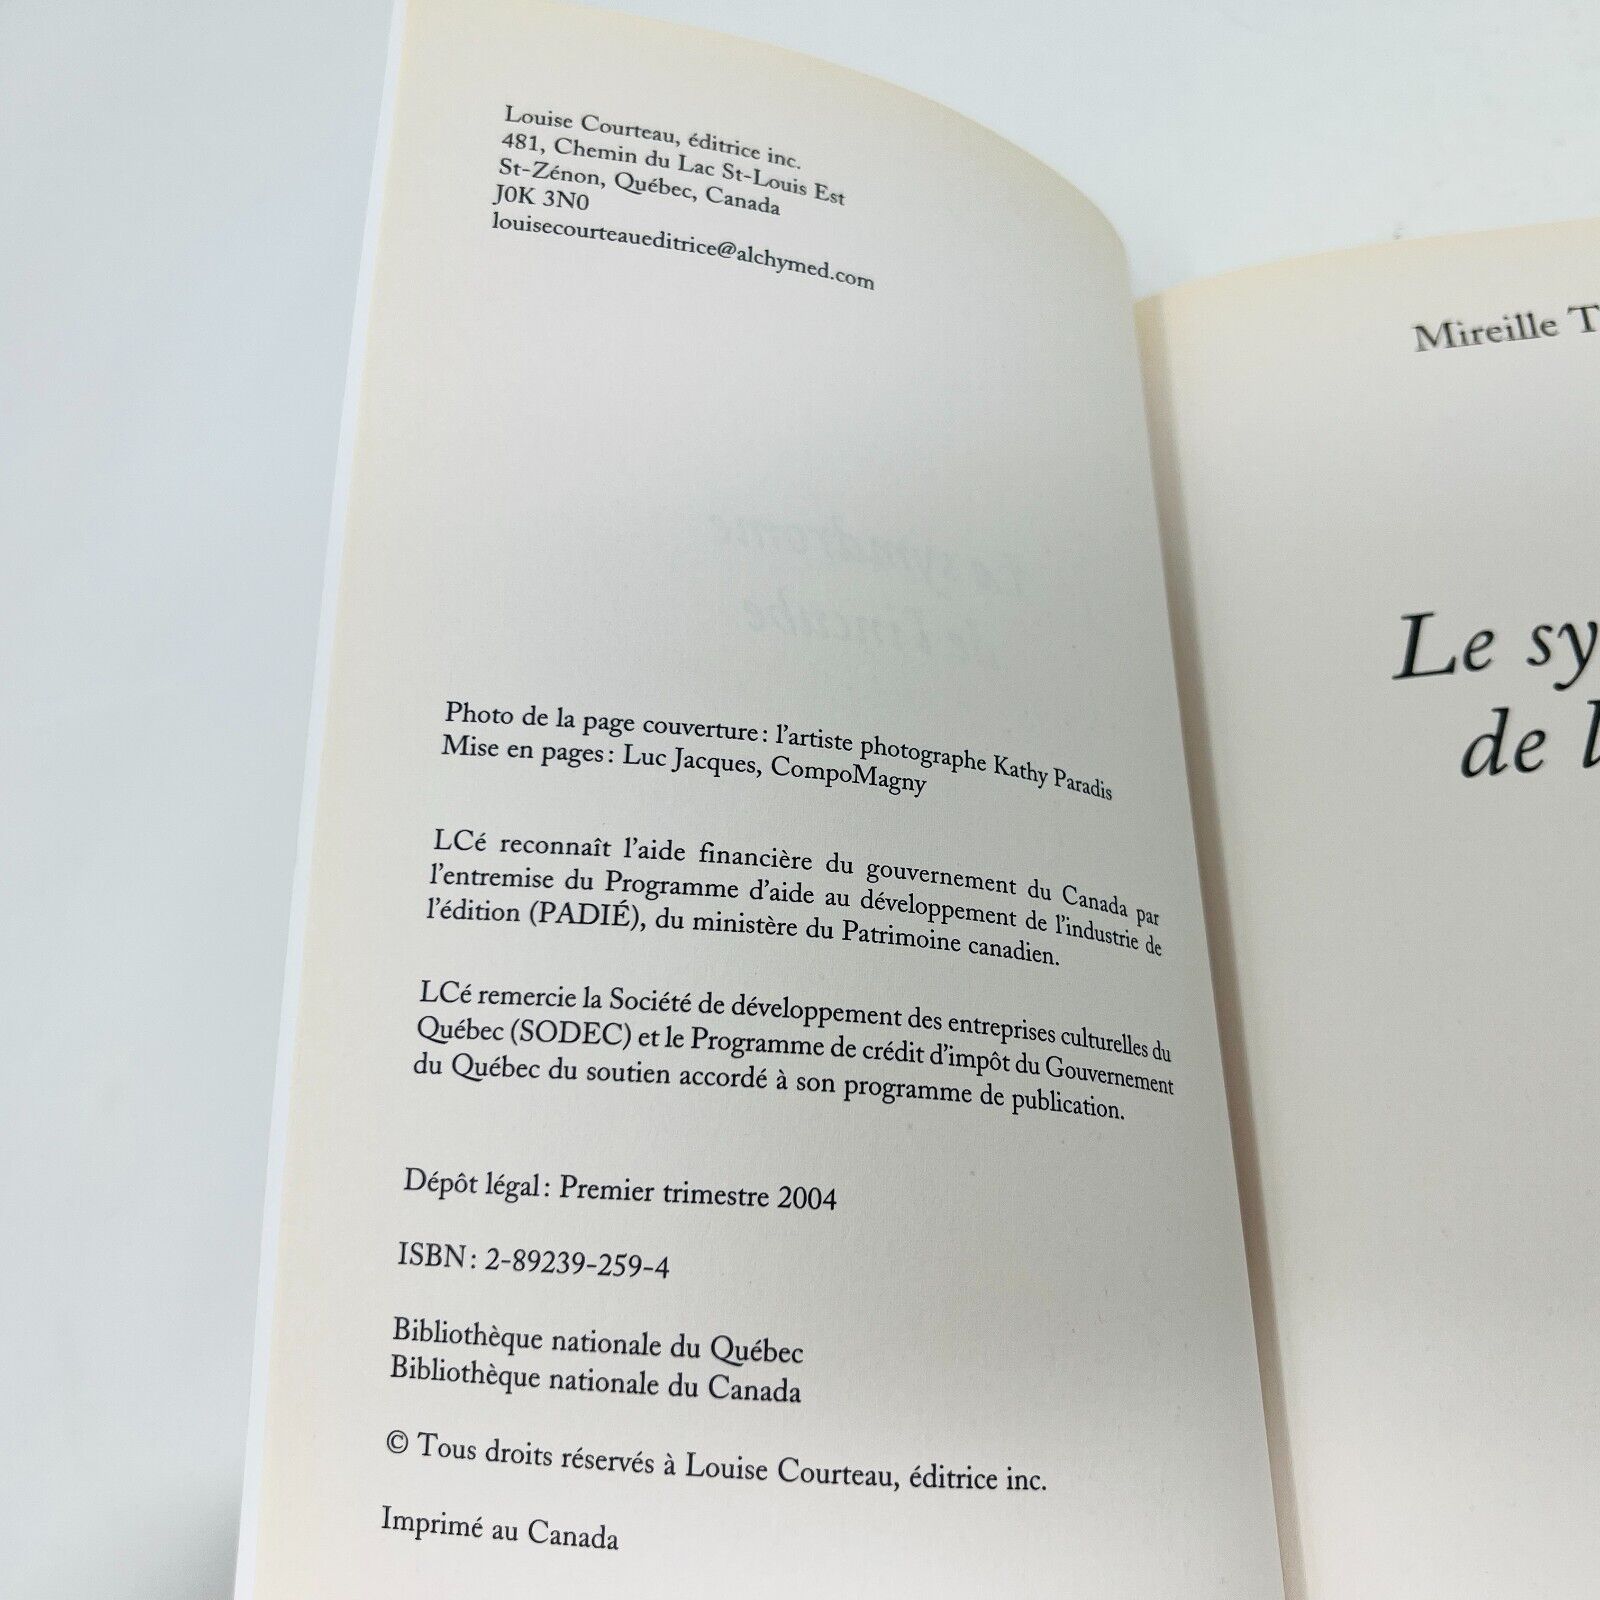 Louise Courteau, éditrice inc.
481, Chemin du Lac St-Louis Est
St-Zénon, Québec, Canada
J0K 3N0
louisecourteaueditrice@alchymed.com
Le syndrome
de l'incube
Photo de la page couverture : l'artiste photographe Kathy Paradis
Mise en pages : Luc Jacques, CompoMagny
LCé reconnaît l'aide financière du gouvernement du Canada par
l'entremise du Programme d'aide au développement de l'industrie de
l'édition (PADIÉ), du ministère du Patrimoine canadien.
LCé remercie la Société de développement des entreprises culturelles du
Québec (SODEC) et le Programme de crédit d'impôt du Gouvernement
du Québec du soutien accordé à son programme de publication.
Dépôt légal : Premier trimestre 2004
ISBN : 2-89239-259-4
Bibliothèque nationale du Québec
Bibliothèque nationale du Canada
© Tous droits réservés à Louise Courteau, éditrice inc.
Imprimé au Canada
Mireille T
Le sy
de l